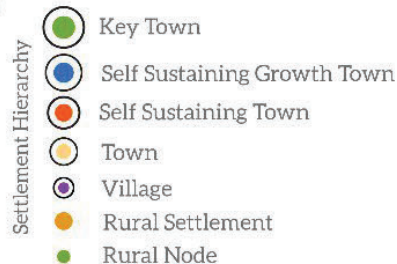 Settlement Hierarchy
Key Town
Self Sustaining Growth Town
Self Sustaining Town
Town
Village
Rural Settlement
Rural Node